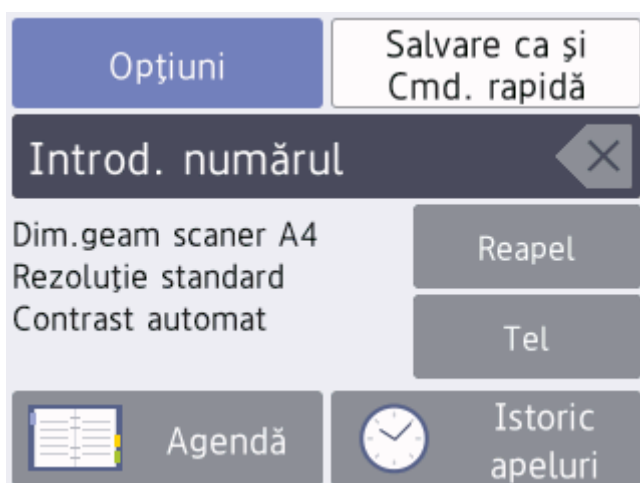 Opţiuni
Salvare ca şi
Cmd. rapidă
Introd. numărul
Dim.geam scaner A4
Rezoluţie standard
Contrast automat
Reapel
Tel
Agendă
Istoric
apeluri